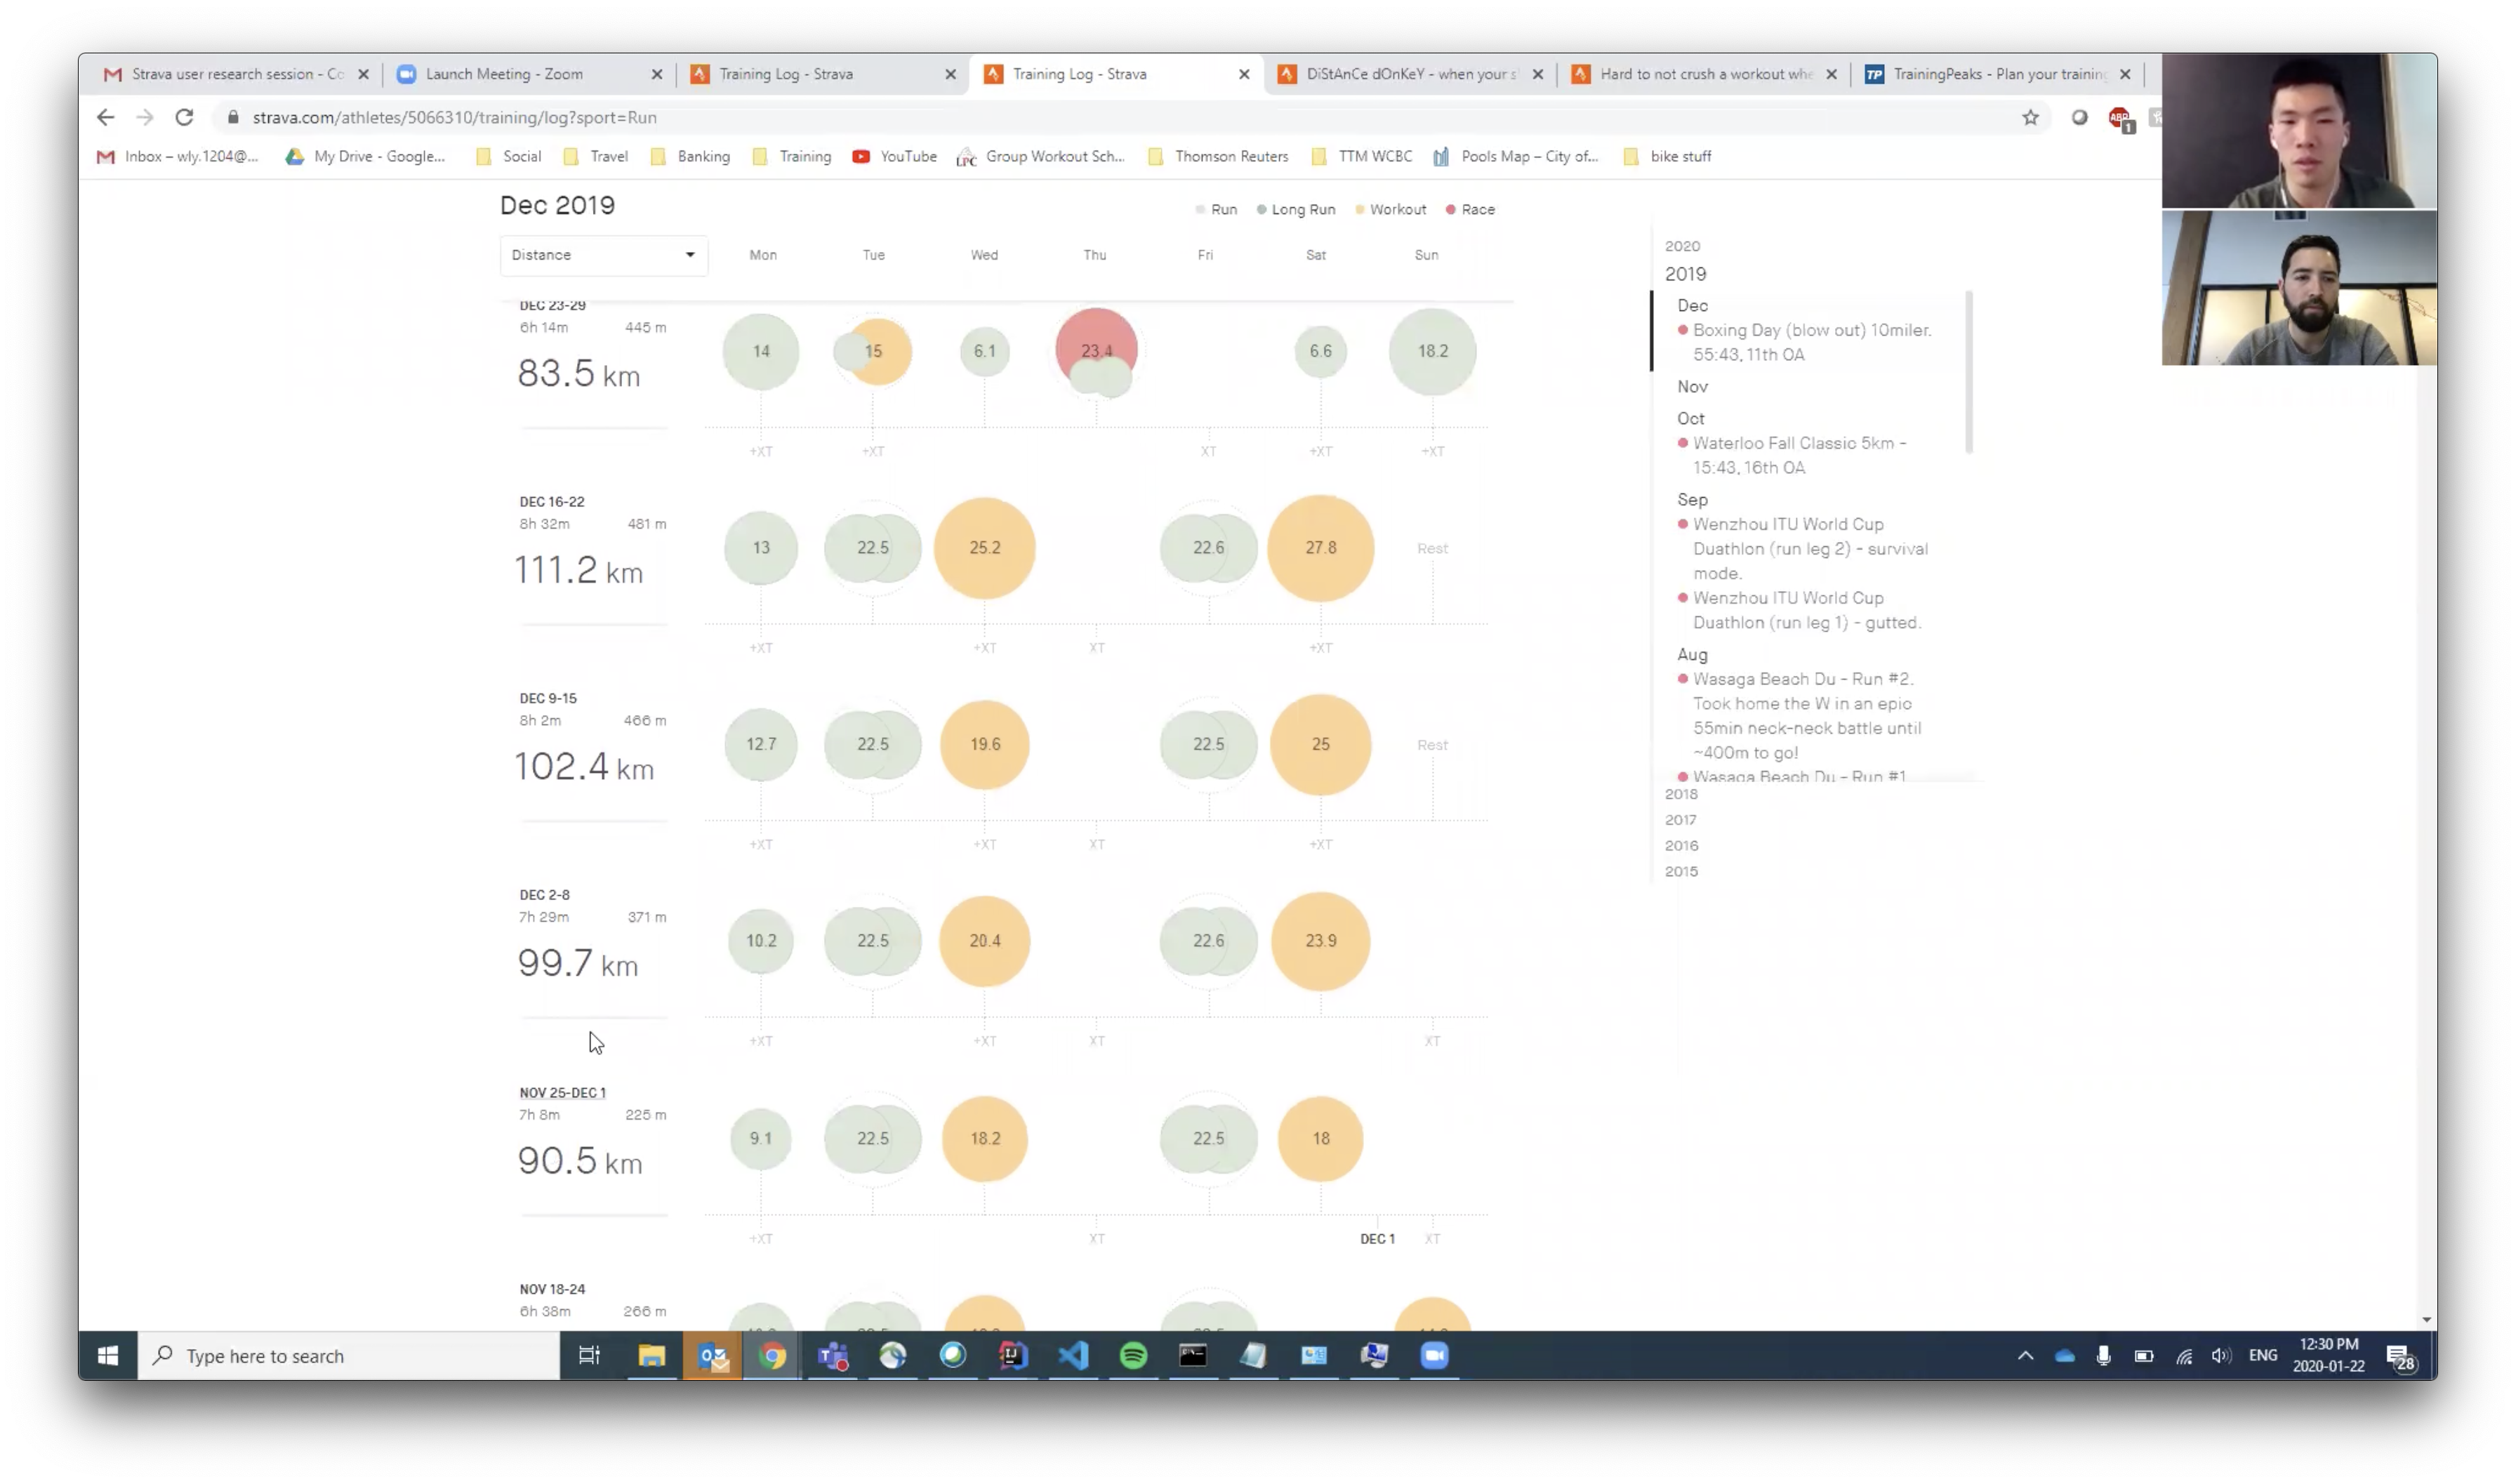 Strava user research session - Co
Launch Meeting - Zoom
Training Log - Strava
Training Log - Strava
DiStAnCe dOnKeY - when your s
Hard to not crush a workout whe
TrainingPeaks - Plan your training
strava.com/athletes/5066310/training/log?sport=Run
ABP
1
Inbox – wly.1204@...
My Drive - Google...
Social
Travel
Banking
Training
YouTube
LPC
Group Workout Sch...
Thomson Reuters
TTM WCBC
Pools Map – City of...
bike stuff
Dec 2019
Run
Long Run
Workout
Race
Distance
Mon
Tue
Wed
Thu
Fri
Sat
Sun
DEC 23-29
6h 14m 445 m
83.5 km
14
15
6.1
23.4
6.6
18.2
+XT
+XT
XT
+XT
+XT
DEC 16-22
8h 32m 481 m
111.2 km
13
22.5
25.2
22.6
27.8
Rest
+XT
+XT
XT
+XT
DEC 9-15
8h 2m 466 m
102.4 km
12.7
22.5
19.6
22.5
25
Rest
+XT
+XT
XT
+XT
DEC 2-8
7h 29m 371 m
99.7 km
10.2
22.5
20.4
22.6
23.9
+XT
+XT
XT
XT
NOV 25-DEC 1
7h 8m 225 m
90.5 km
9.1
22.5
18.2
22.5
18
+XT
XT
DEC 1
XT
NOV 18-24
6h 38m 266 m
2020
2019
Dec
Boxing Day (blow out) 10miler.
55:43, 11th OA
Nov
Oct
Waterloo Fall Classic 5km –
15:43, 16th OA
Sep
Wenzhou ITU World Cup
Duathlon (run leg 2) - survival
mode.
Wenzhou ITU World Cup
Duathlon (run leg 1) - gutted.
Aug
Wasaga Beach Du - Run #2.
Took home the W in an epic
55min neck-neck battle until
~400m to go!
Wasaga Beach Du - Run #1
2018
2017
2016
2015
Type here to search
ENG
12:30 PM
2020-01-22
28